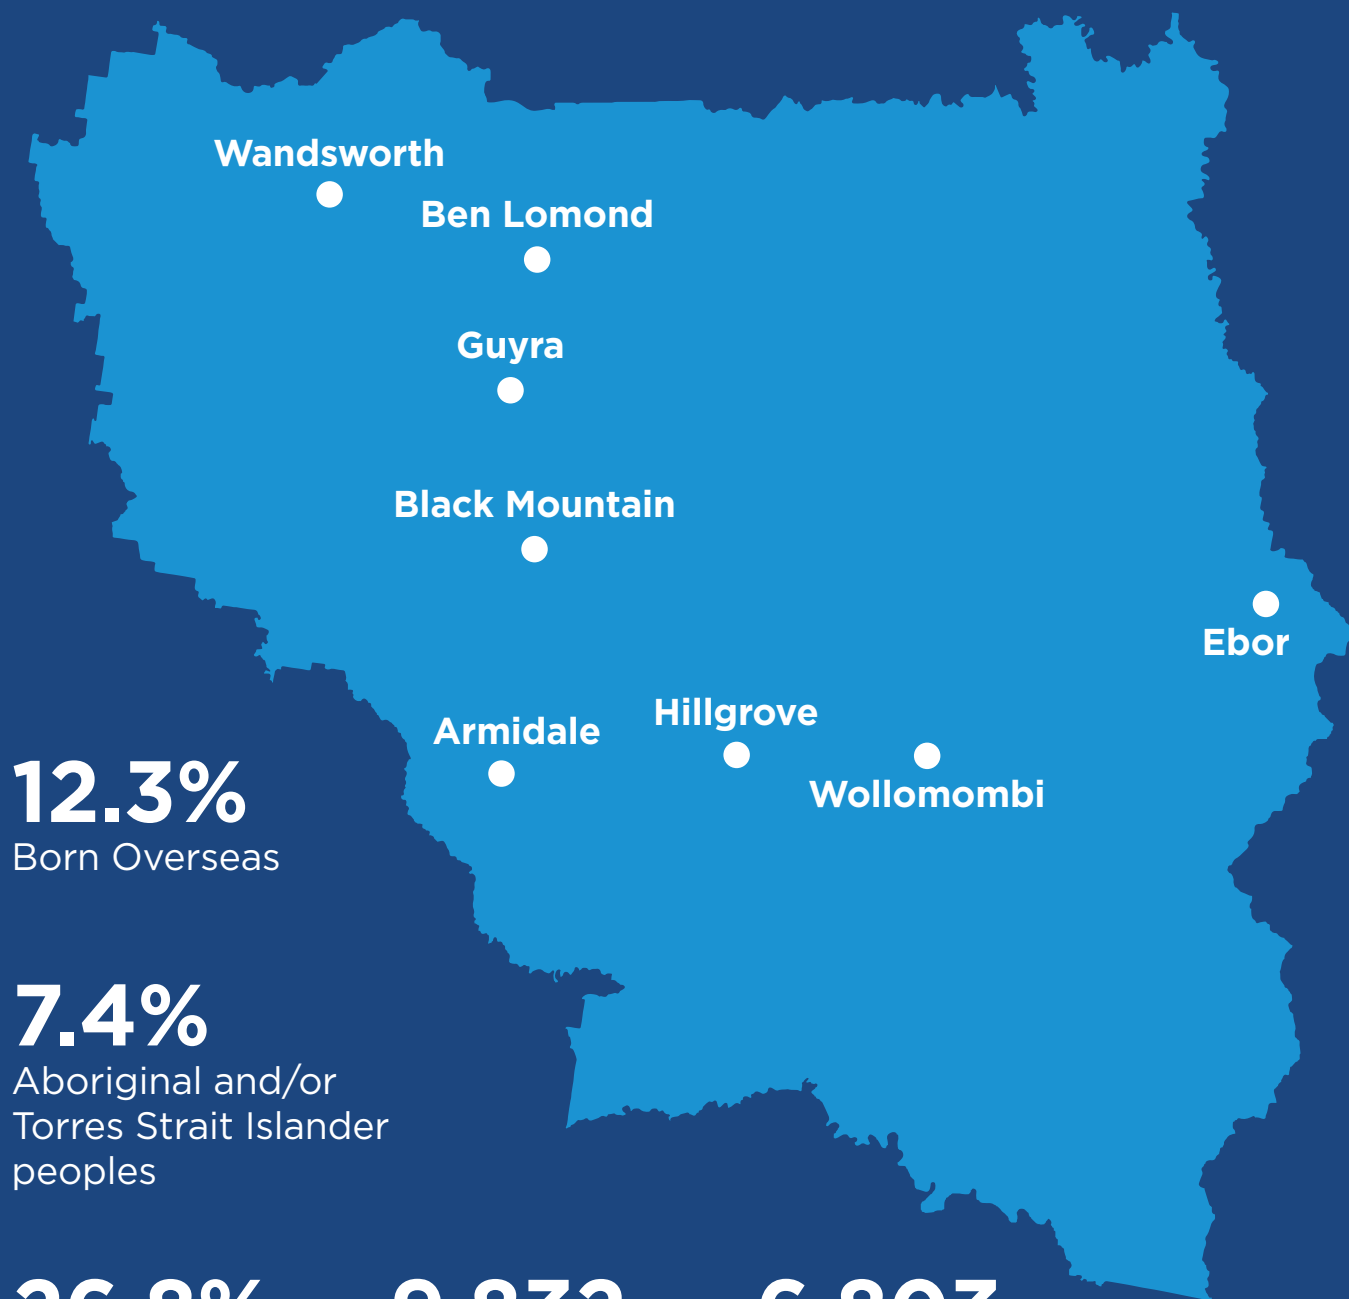 Wandsworth
Ben Lomond
Guyra
Black Mountain
Ebor
Hillgrove
Armidale
Wollomombi
12.3%
Born Overseas
7.4%
Aboriginal and/or
Torres Strait Islander
peoples